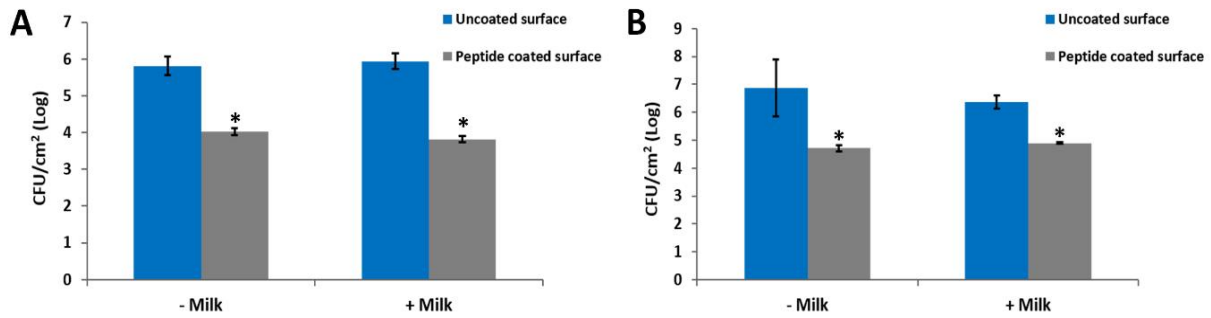 A
CFU/cm² (Log)
7
6
5
4
3
2
1
0
Uncoated surface
Peptide coated surface
*
*
- Milk
+ Milk
B
CFU/cm² (Log)
9
8
7
6
5
4
3
2
1
0
Uncoated surface
Peptide coated surface
*
*
- Milk
+ Milk